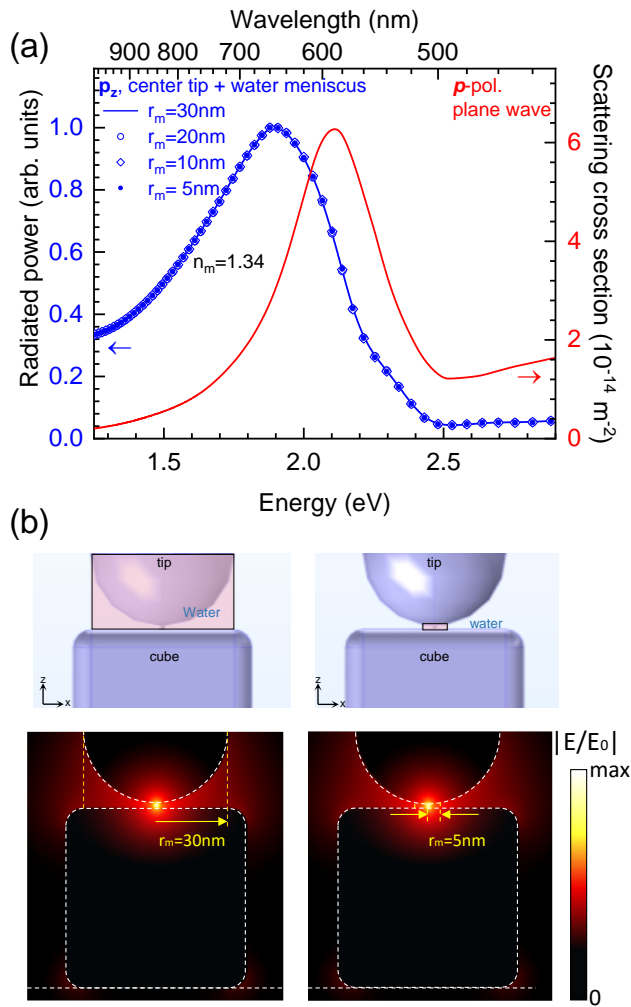 Wavelength (nm)
(a)
900 800 700 600 500
p_z, center tip + water meniscus
r_m=30nm
r_m=20nm
r_m=10nm
r_m= 5nm
p-pol.
plane wave
n_m=1.34
Radiated power (arb. units)
1.0
0.8
0.6
0.4
0.2
0.0
Scattering cross section (10^-14 m^-2)
6
4
2
0
1.5 2.0 2.5
Energy (eV)
(b)
tip
Water
cube
z
x
tip
water
cube
z
x
r_m=30nm
r_m=5nm
|E/E_0|
max
0